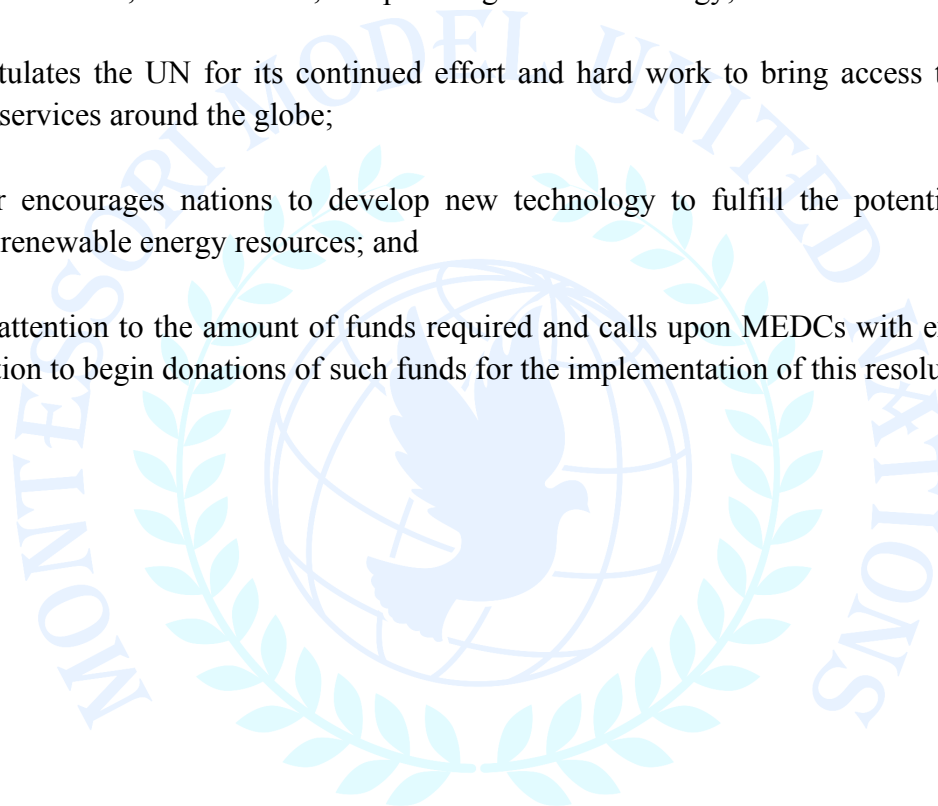 tulates the UN for its continued effort and hard work to bring access
services around the globe;
r encourages nations to develop new technology to fulfill the potenti
renewable energy resources; and
attention to the amount of funds required and calls upon MEDCs with e
tion to begin donations of such funds for the implementation of this resolu
MONTESSORI MODEL UNITED NATIONS